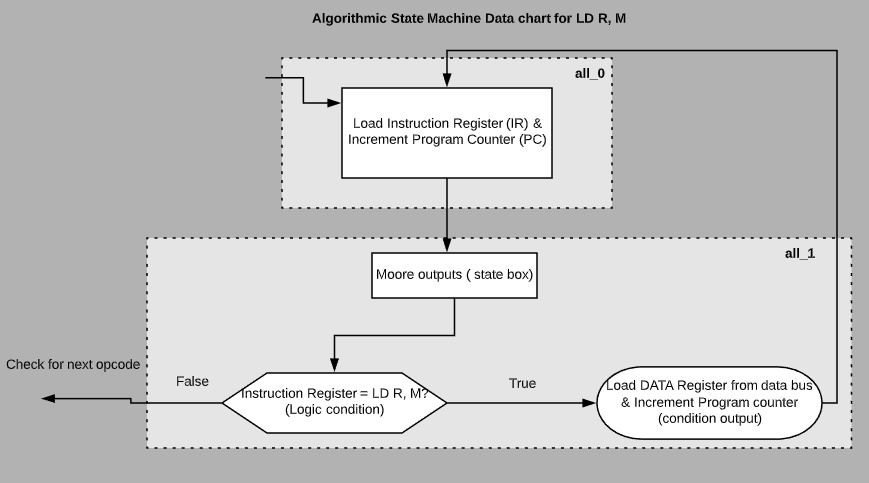 Algorithmic State Machine Data chart for LD R, M
all_0
Load Instruction Register (IR) &
Increment Program Counter (PC)
all_1
Moore outputs ( state box)
Check for next opcode
False
Instruction Register = LD R, M?
(Logic condition)
True
Load DATA Register from data bus
& Increment Program counter
(condition output)